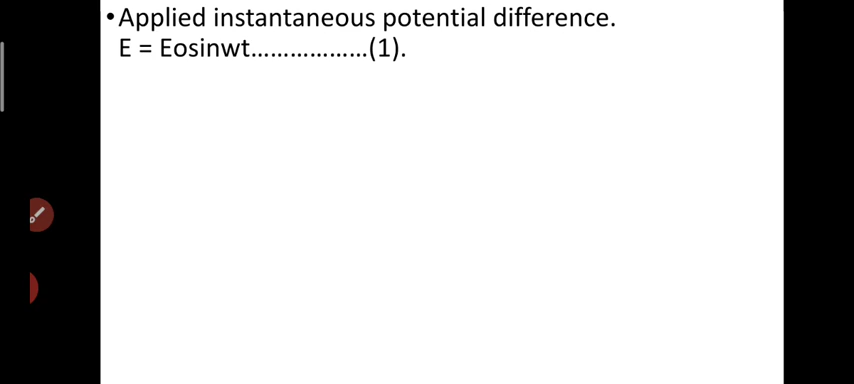 •Applied instantaneous potential difference.
E = Eosinwt………………(1).